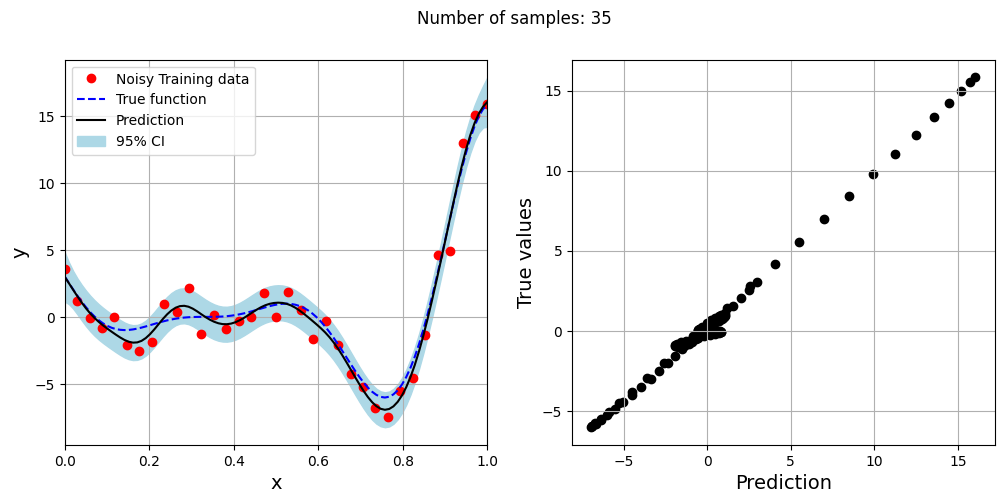 Number of samples: 35
Noisy Training data
True function
Prediction
95% CI
15
10
5
0
−5
y
0.0 0.2 0.4 0.6 0.8 1.0
x
15
10
5
0
−5
True values
−5 0 5 10 15
Prediction